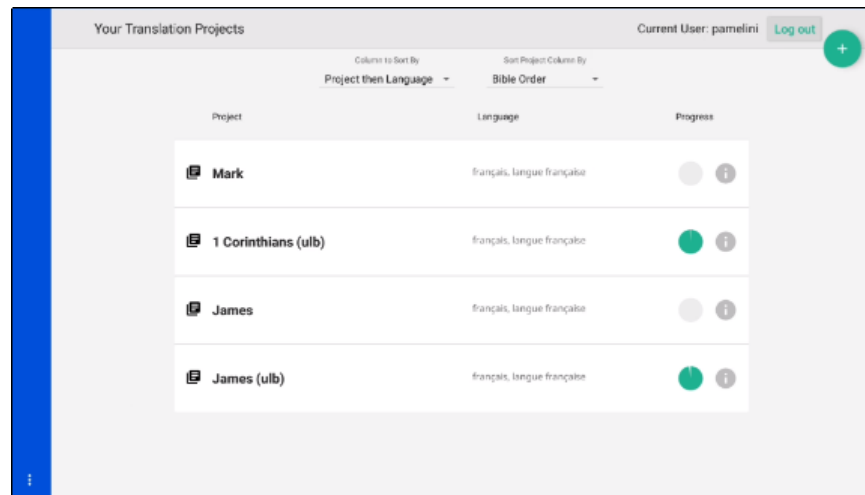 Your Translation Projects Current User: pamelini Log out
Column to Sort By Sort Project Column By
Project then Language Bible Order
Project Language Progress
Mark français, langue française
1 Corinthians (ulb) français, langue française
James français, langue française
James (ulb) français, langue française